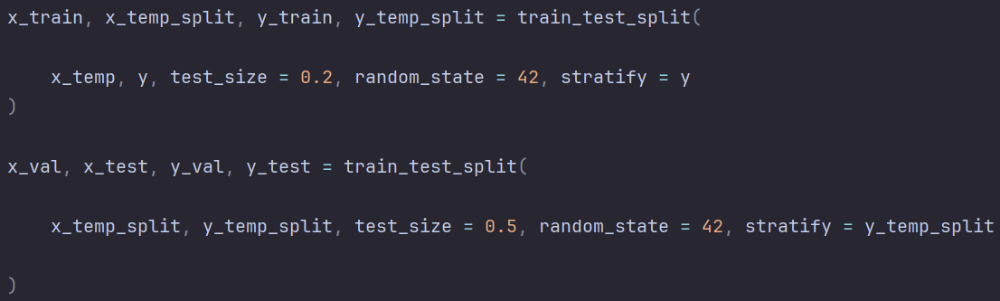 x_train, x_temp_split, y_train, y_temp_split = train_test_split(
x_temp, y, test_size = 0.2, random_state = 42, stratify = y
)
x_val, x_test, y_val, y_test = train_test_split(
x_temp_split, y_temp_split, test_size = 0.5, random_state = 42, stratify = y_temp_split
)